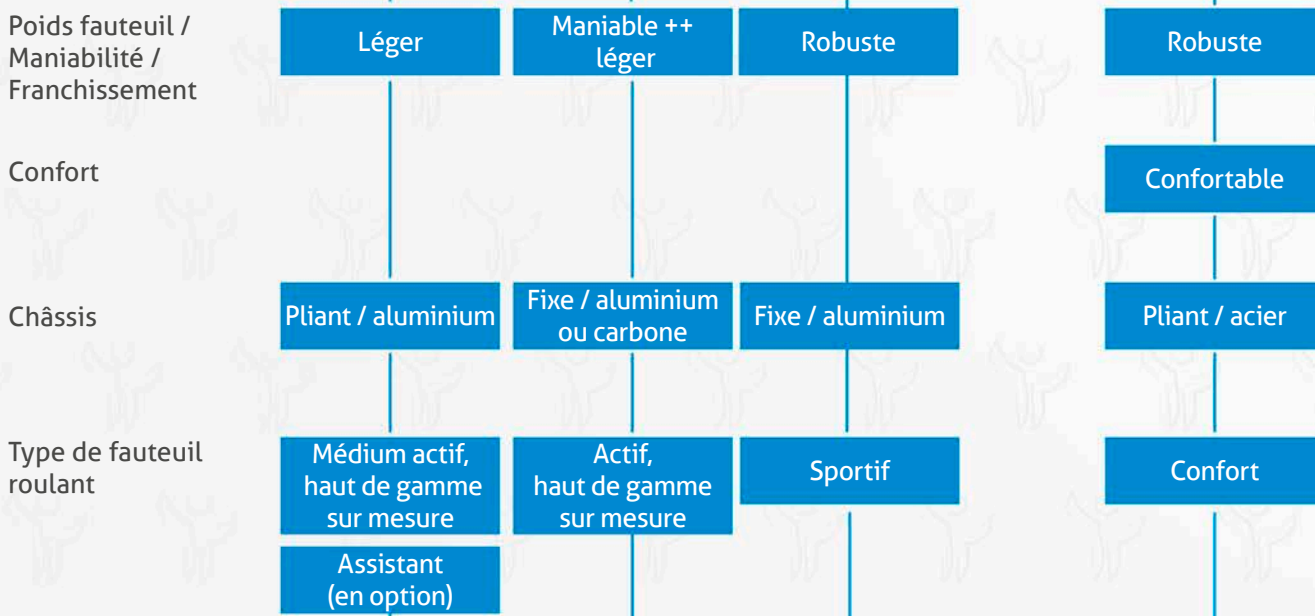 Poids fauteuil /
Maniabilité /
Franchissement
Léger
Maniable ++
léger
Robuste
Robuste
Confort
Confortable
Châssis
Pliant / aluminium
Fixe / aluminium
ou carbone
Fixe / aluminium
Pliant / acier
Type de fauteuil
roulant
Médium actif,
haut de gamme
sur mesure
Actif,
haut de gamme
sur mesure
Sportif
Confort
Assistant
(en option)